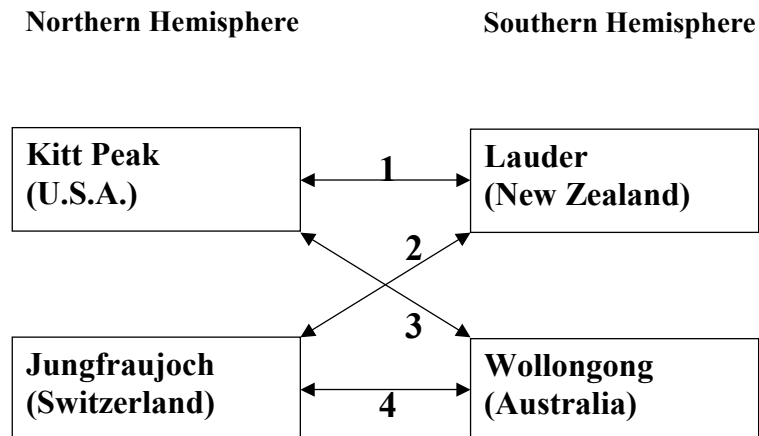 Northern Hemisphere
Southern Hemisphere
Kitt Peak
(U.S.A.)
1
Lauder
(New Zealand)
2
3
Jungfraujoch
(Switzerland)
4
Wollongong
(Australia)